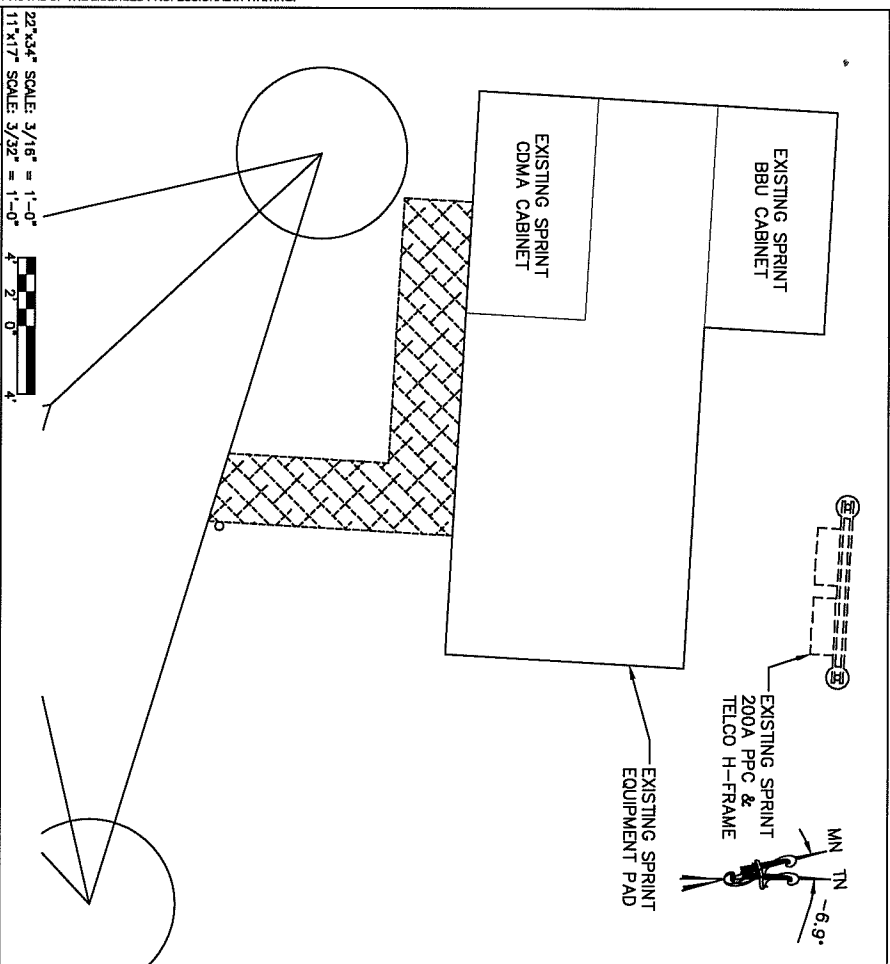 EXISTING SPRINT
BBU CABINET
EXISTING SPRINT
CDMA CABINET
EXISTING SPRINT
200A PPC &
TELCO H-FRAME
EXISTING SPRINT
EQUIPMENT PAD
MN
TN
-6.9°
22"x34" SCALE: 3/16" = 1'-0"
11"x17" SCALE: 3/32" = 1'-0"
4' 2' 0" 4'